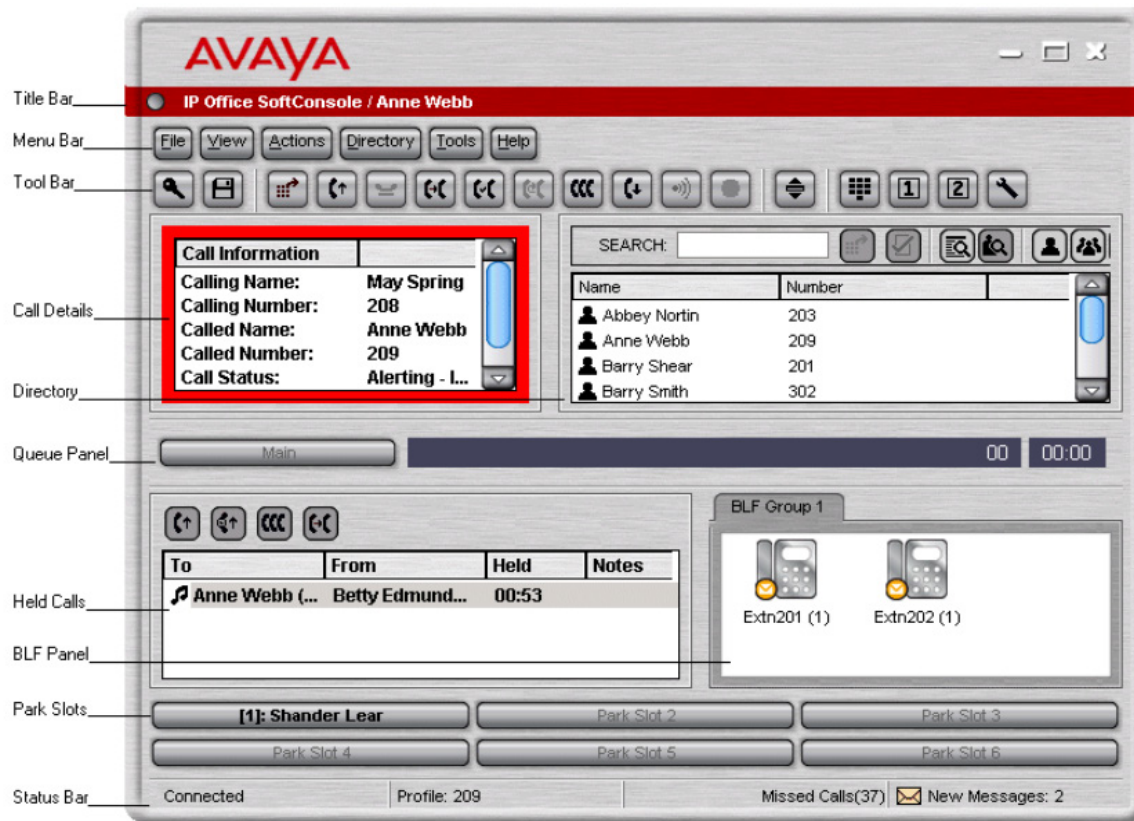 AVAYA
Title Bar
IP Office SoftConsole / Anne Webb
Menu Bar
File View Actions Directory Tools Help
Tool Bar
1 2
Call Details
Call Information
Calling Name: May Spring
Calling Number: 208
Called Name: Anne Webb
Called Number: 209
Call Status: Alerting - I...
Directory
SEARCH:
Name Number
Abbey Nortin 203
Anne Webb 209
Barry Shear 201
Barry Smith 302
Queue Panel
Main 00 00:00
Held Calls
To From Held Notes
Anne Webb (... Betty Edmund... 00:53
BLF Panel
BLF Group 1
Extn201 (1) Extn202 (1)
Park Slots
[1]: Shander Lear Park Slot 2 Park Slot 3
Park Slot 4 Park Slot 5 Park Slot 6
Status Bar
Connected Profile: 209 Missed Calls(37) New Messages: 2